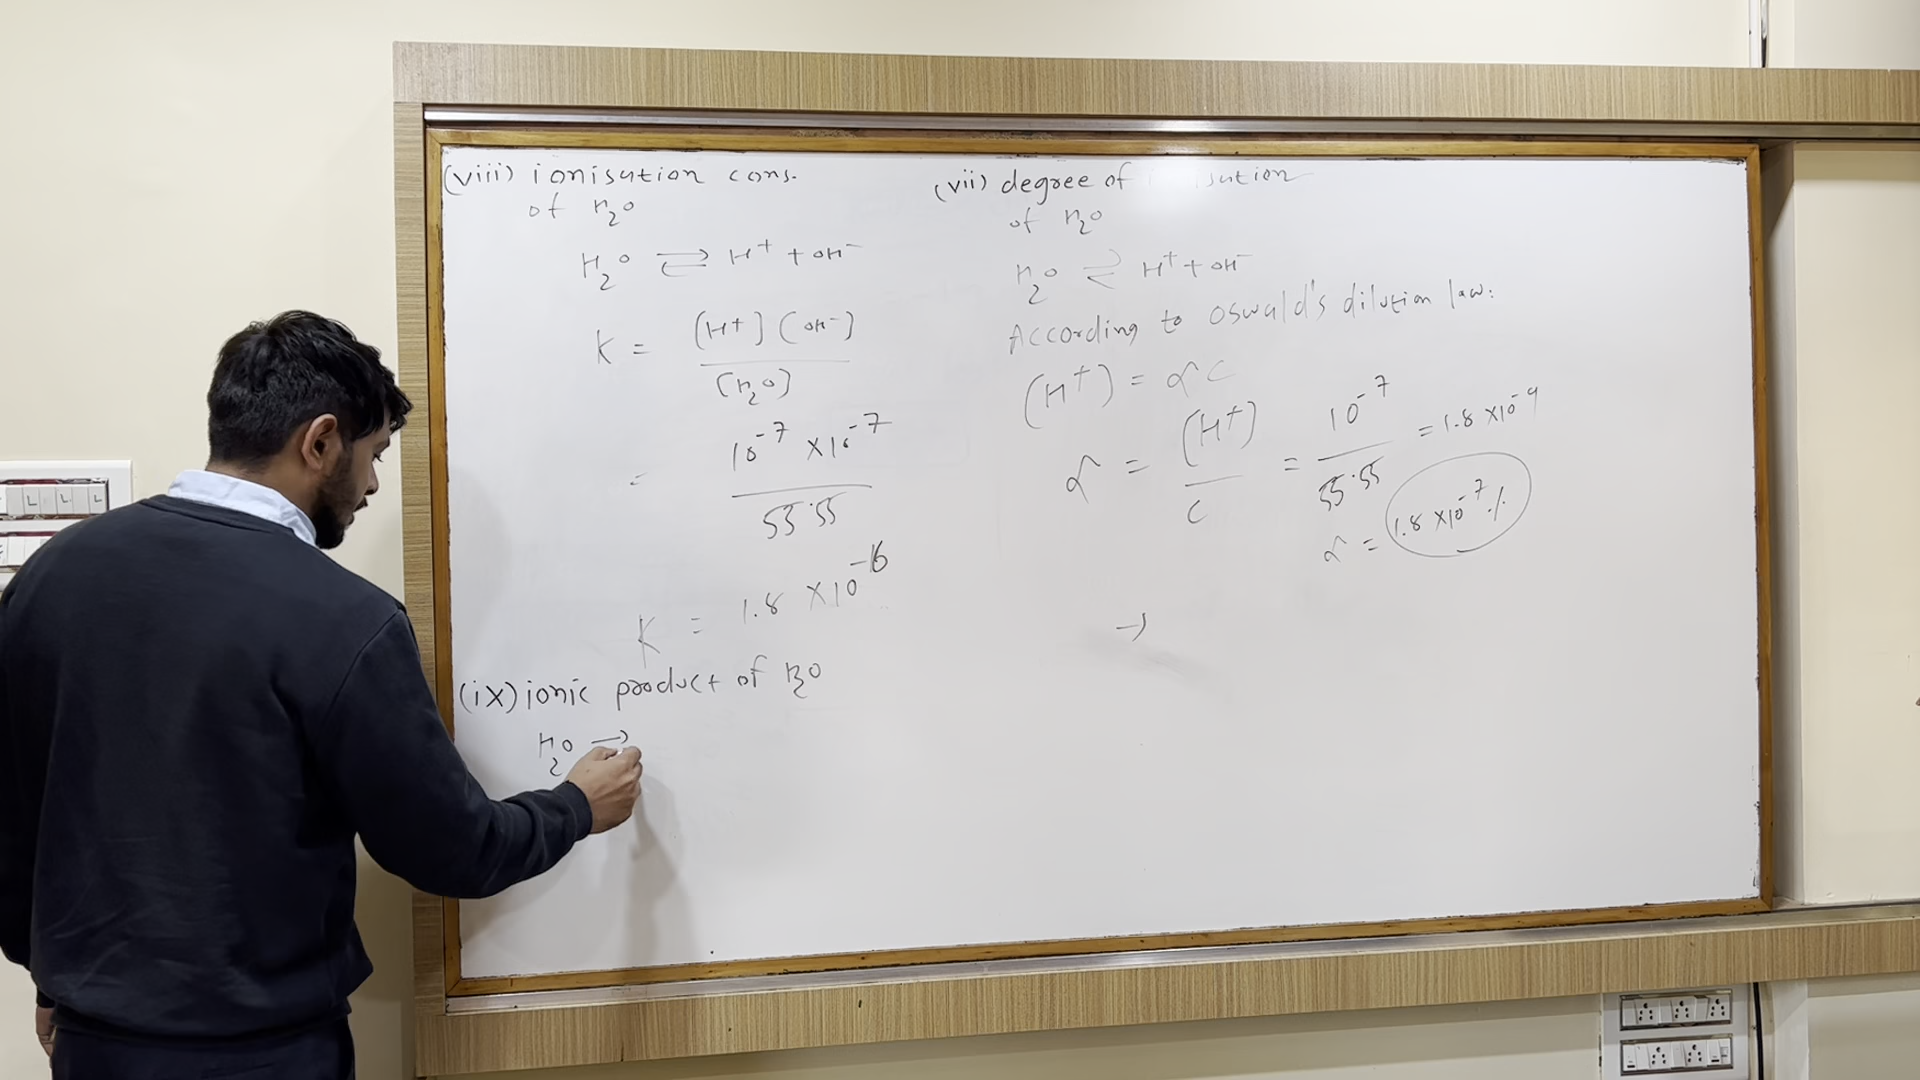 (viii) ionisution cons.
of H2O
H2O ⇌ H+ + OH-
K = (H+] (OH-)
(H2O)
= 10-7 ×10-7
55.55
K = 1.8 ×10-16
(ix) ionic product of H2O
H2O →
(vii) degree of sution
of H2O
H2O ⇌ H+ + OH-
According to Oswald's dilution law:
(H+) = αC
α = (H+) = 10-7 = 1.8 ×10-9
C 55.55
α = 1.8 ×10-7 %
→